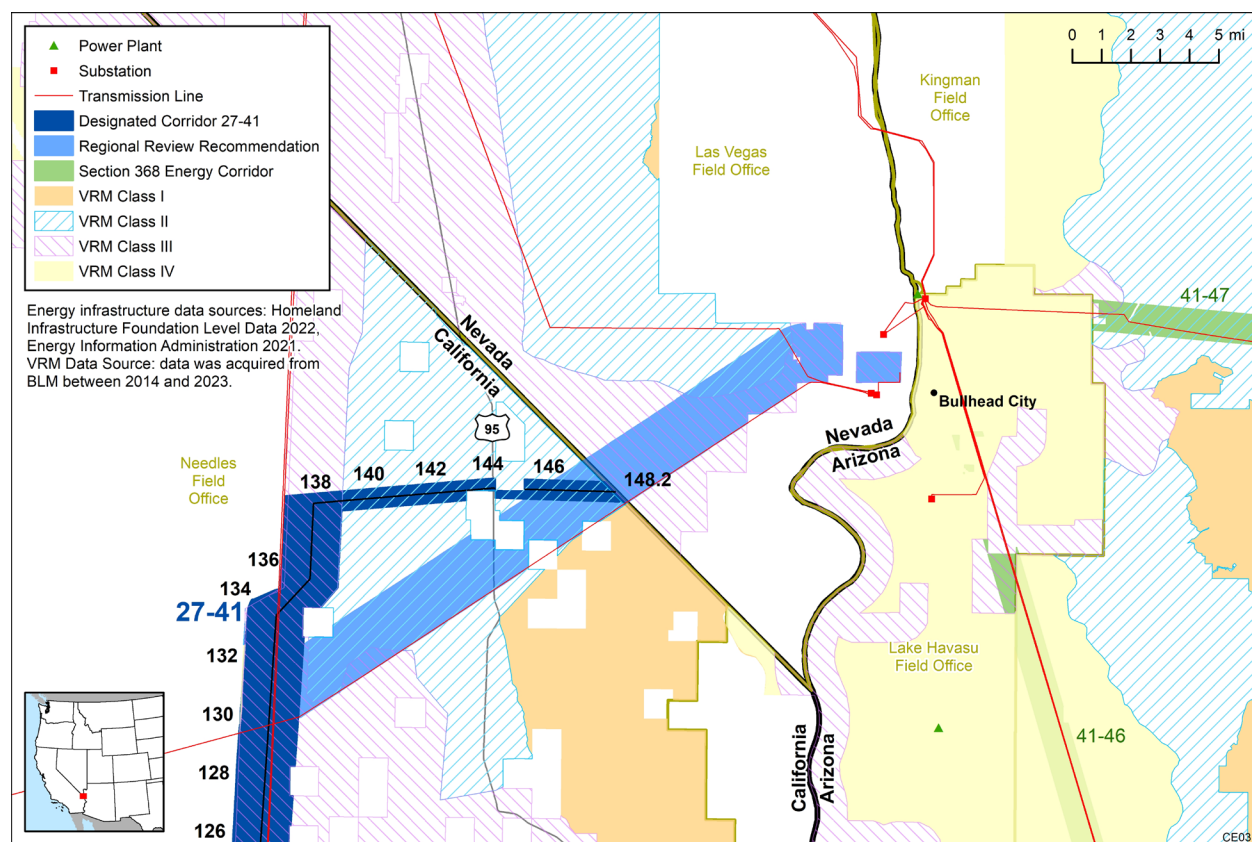 Power Plant
Substation
Transmission Line
Designated Corridor 27-41
Regional Review Recommendation
Section 368 Energy Corridor
VRM Class I
VRM Class II
VRM Class III
VRM Class IV
Energy infrastructure data sources: Homeland
Infrastructure Foundation Level Data 2022,
Energy Information Administration 2021.
VRM Data Source: data was acquired from
BLM between 2014 and 2023.
0 1 2 3 4 5 mi
Kingman
Field
Office
Las Vegas
Field Office
41-47
Nevada
California
Bullhead City
95
Nevada
Arizona
Needles
Field
Office
138
140
142
144
146
148.2
136
134
27-41
132
130
128
126
Lake Havasu
Field Office
41-46
California
Arizona
CE03